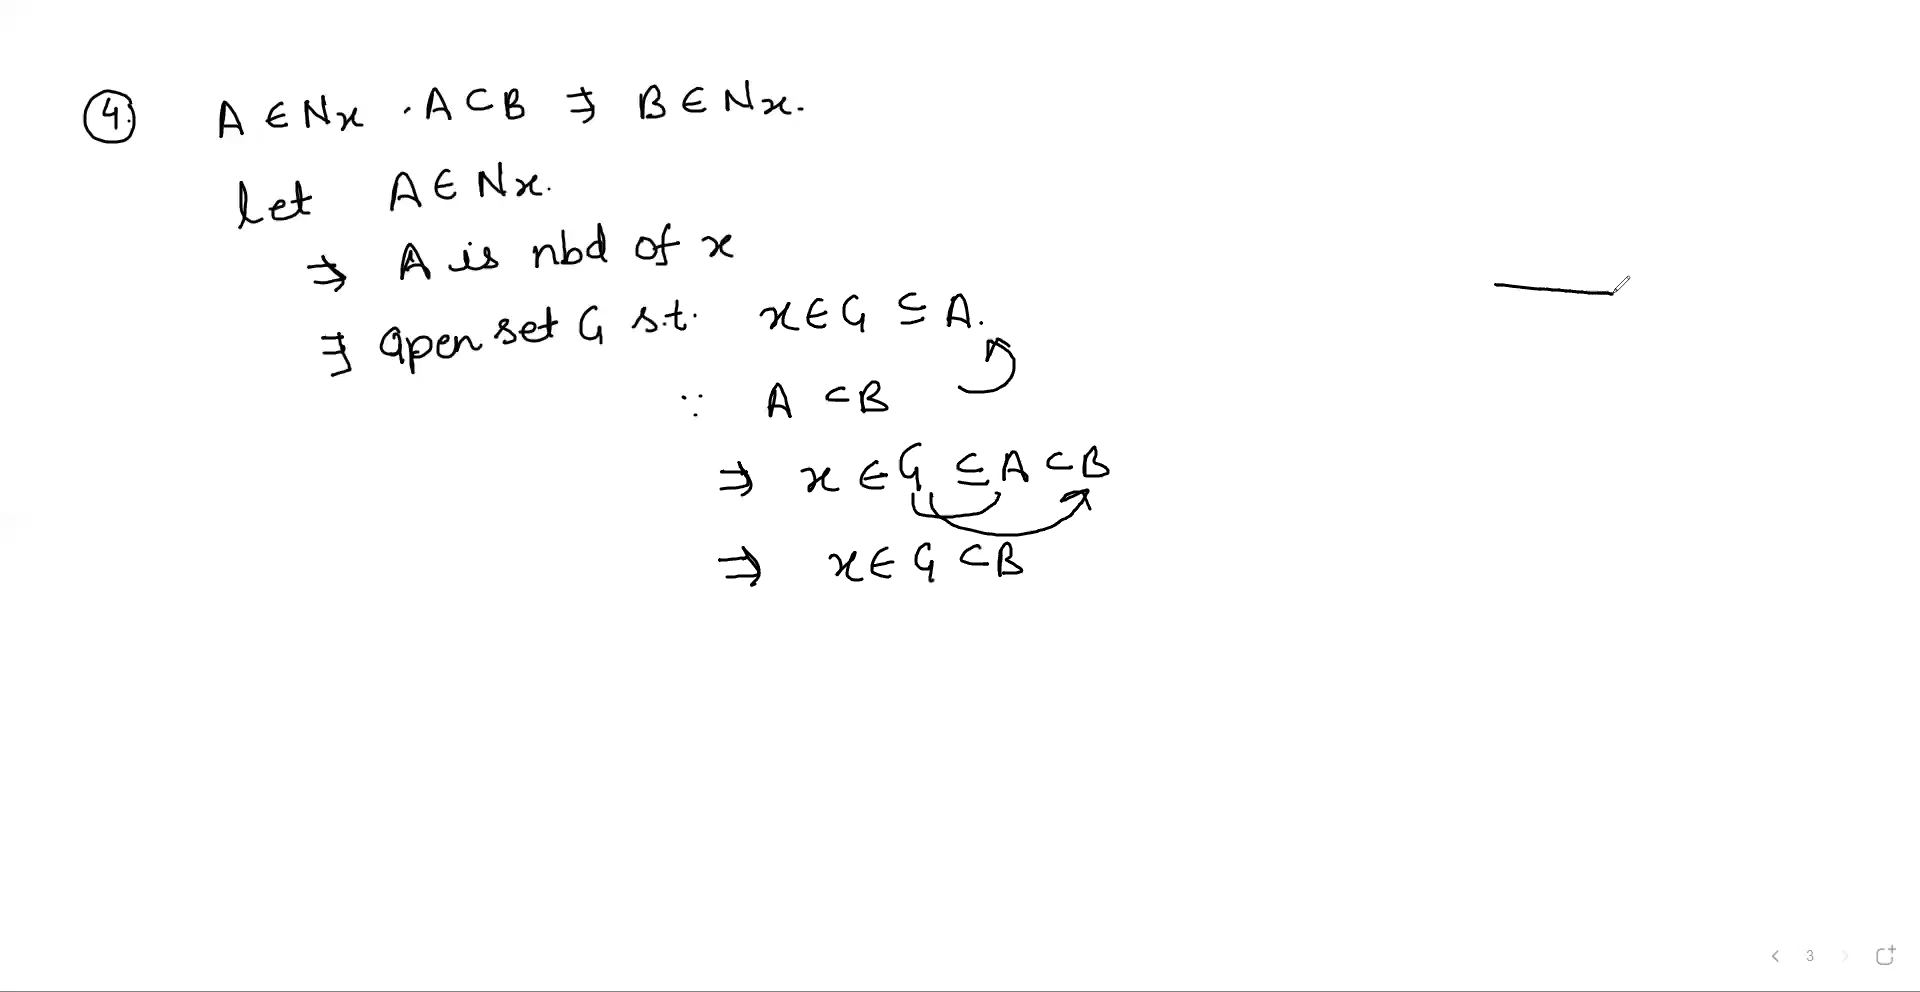 ④ A ∈ Nx . A ⊂ B ⇒ B ∈ Nx.
let A ∈ Nx.
⇒ A is nbd of x
∃ open set G s.t. x ∈ G ⊆ A.
∵ A ⊂ B
⇒ x ∈ G ⊆ A ⊂ B
⇒ x ∈ G ⊂ B
3